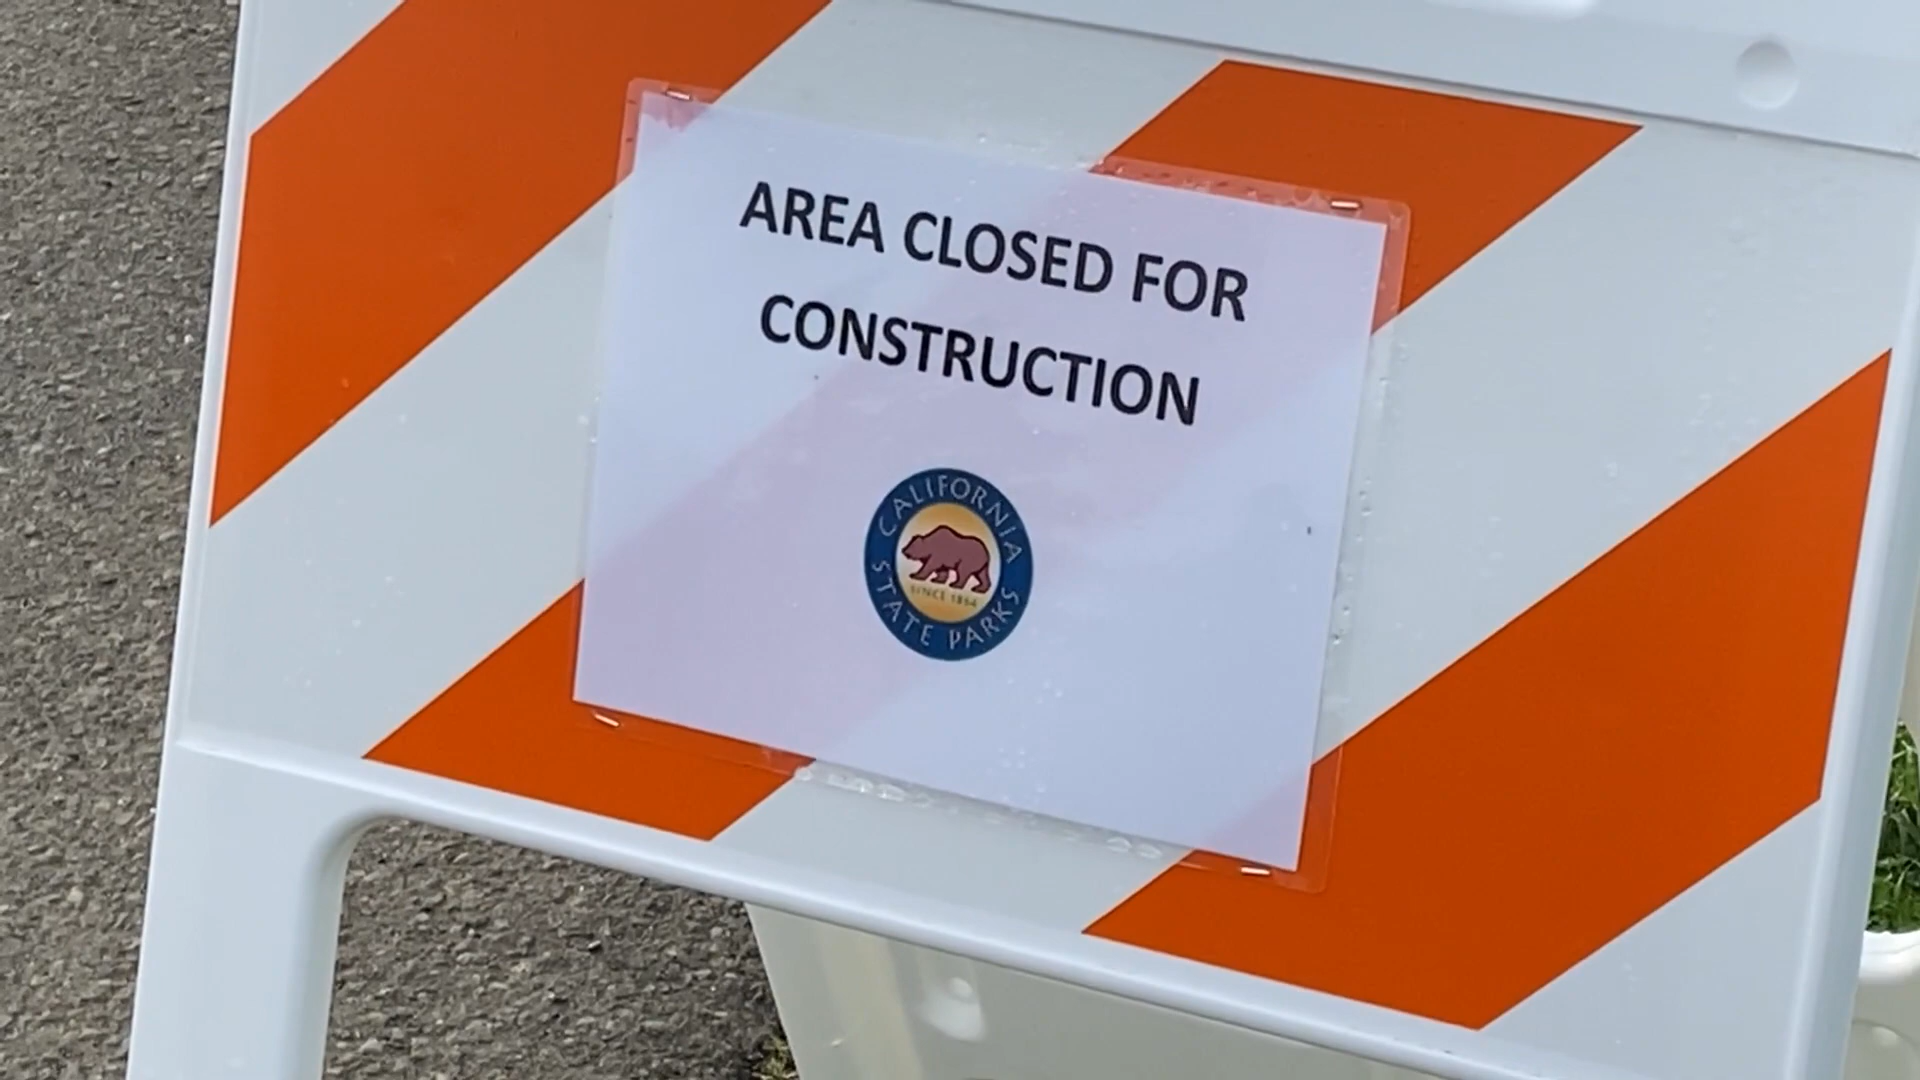 AREA CLOSED FOR
CONSTRUCTION
CALIFORNIA
SINCE 1864
STATE PARKS